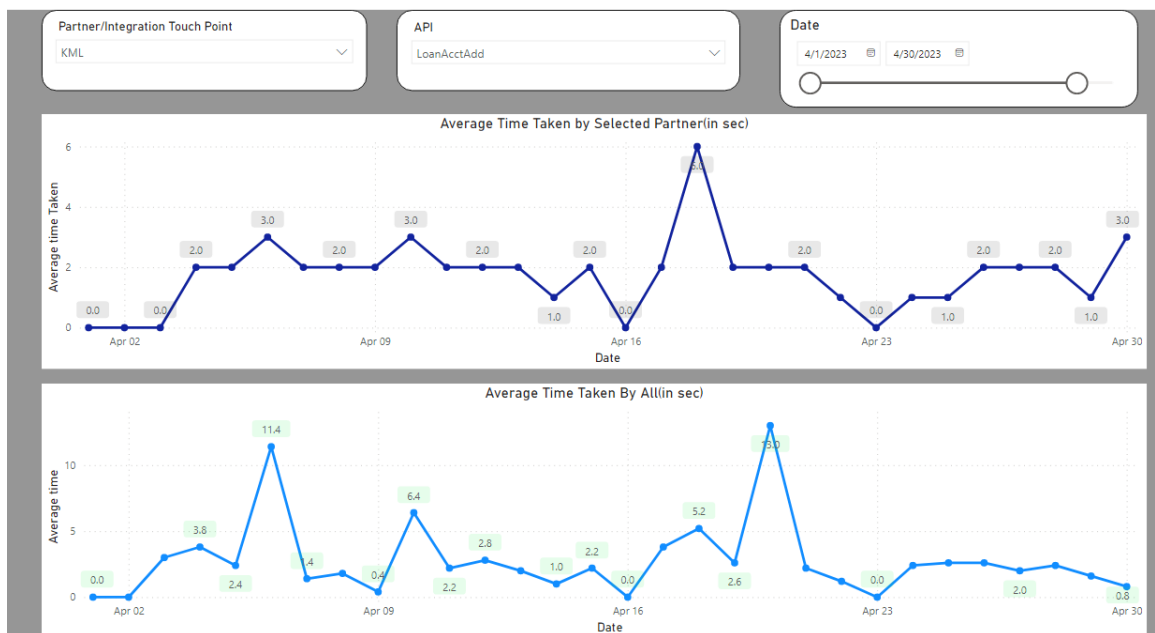 Partner/Integration Touch Point
KML
API
LoanAcctAdd
Date
4/1/2023
4/30/2023
Average Time Taken by Selected Partner(in sec)
Average time Taken
6
4
2
0
0.0
0.0
2.0
3.0
2.0
3.0
2.0
1.0
2.0
0.0
6.0
2.0
0.0
1.0
2.0
2.0
1.0
3.0
Apr 02
Apr 09
Apr 16
Apr 23
Apr 30
Date
Average Time Taken By All(in sec)
Average time
10
5
0
0.0
3.8
2.4
11.4
1.4
0.4
6.4
2.2
2.8
1.0
2.2
0.0
5.2
2.6
13.0
0.0
2.0
0.8
Apr 02
Apr 09
Apr 16
Apr 23
Apr 30
Date